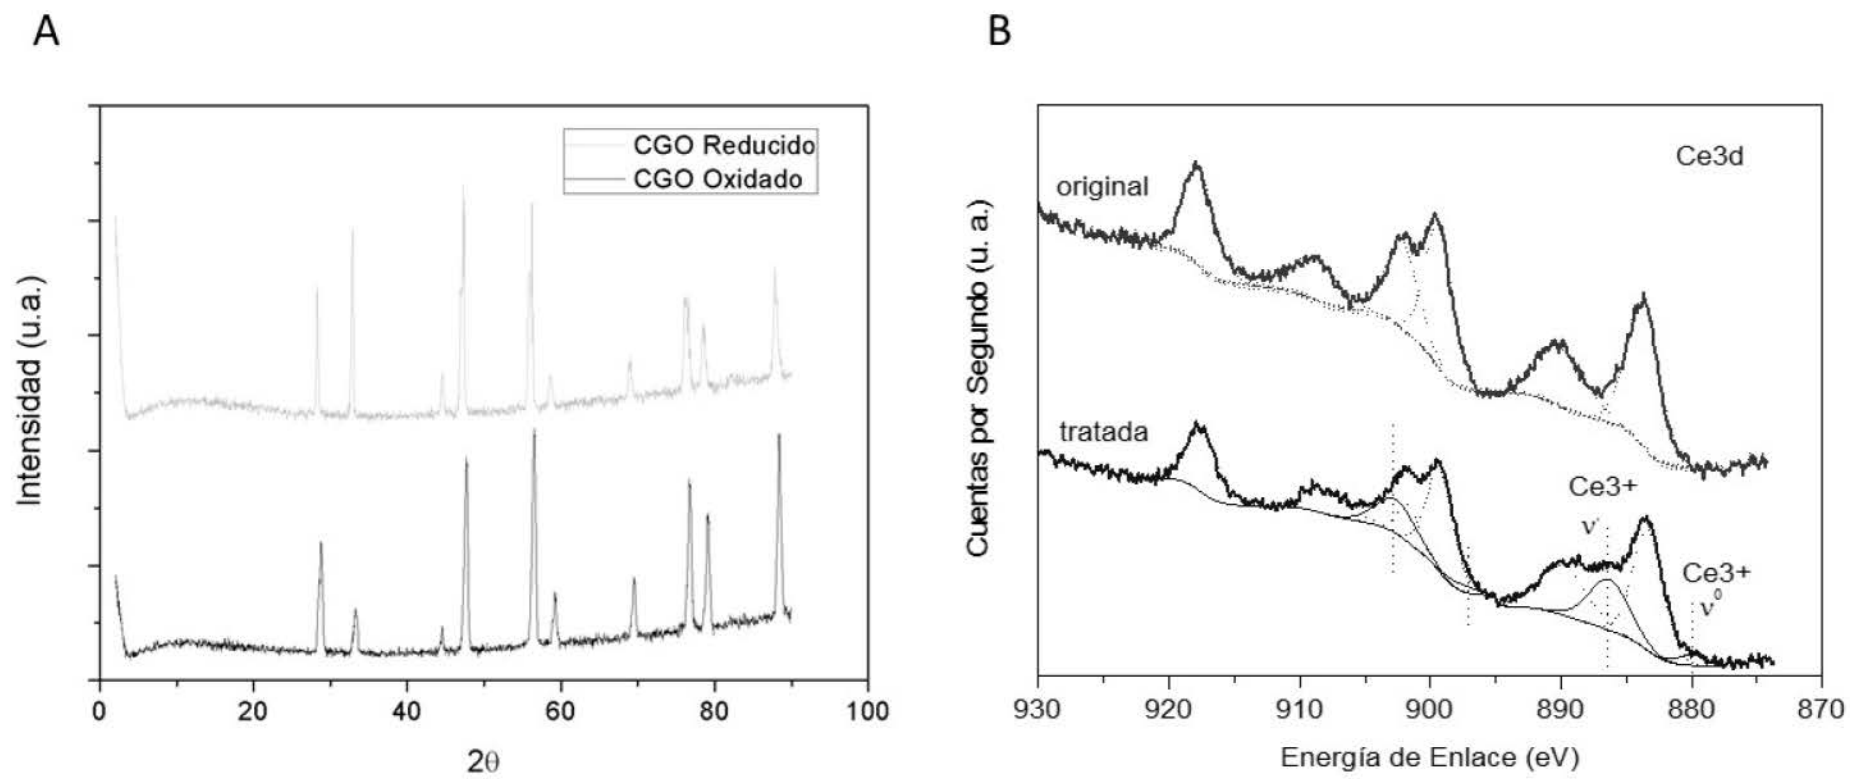 A
B
CGO Reducido
CGO Oxidado
Intensidad (u.a.)
0 20 40 60 80 100
2θ
Ce3d
original
tratada
Ce3+
ν'
Ce3+
ν0
Cuentas por Segundo (u. a.)
930 920 910 900 890 880 870
Energía de Enlace (eV)